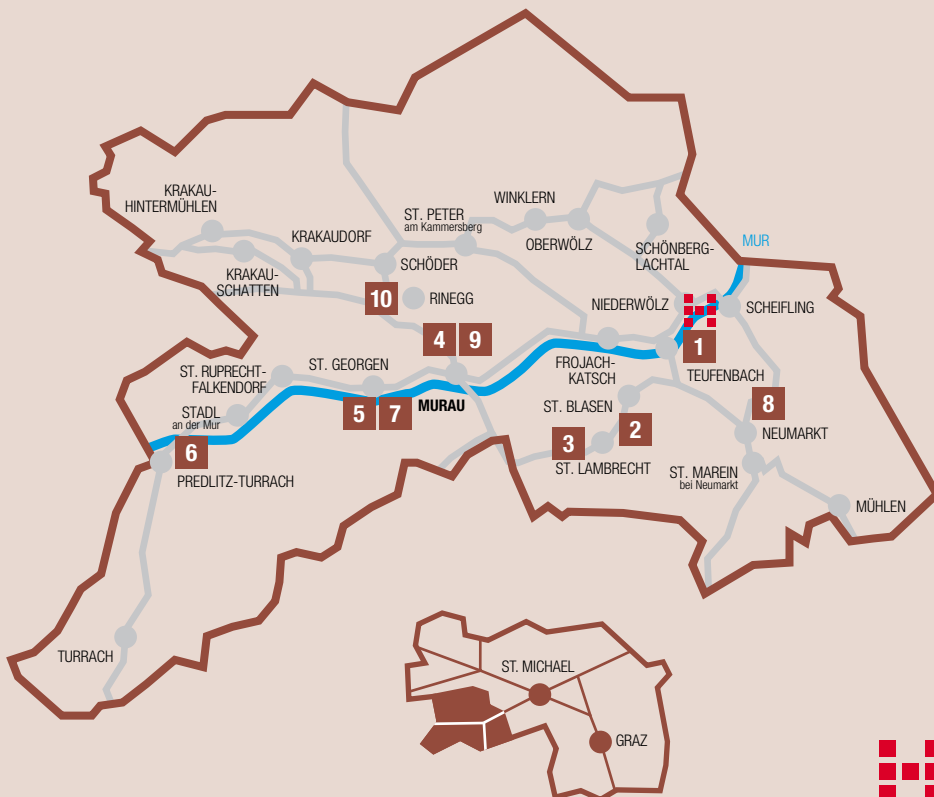 KRAKAU-
HINTERMÜHLEN
KRAKAUDORF
ST. PETER
am Kammersberg
WINKLERN
OBERWÖLZ
SCHÖNBERG-
LACHTAL
MUR
KRAKAU-
SCHATTEN
SCHÖDER
10
RINEGG
NIEDERWÖLZ
SCHEIFLING
4
9
1
ST. RUPRECHT-
FALKENDORF
ST. GEORGEN
FROJACH-
KATSCH
TEUFENBACH
STADL
an der Mur
5
7
MURAU
ST. BLASEN
8
6
3
2
NEUMARKT
PREDLITZ-TURRACH
ST. LAMBRECHT
ST. MAREIN
bei Neumarkt
MÜHLEN
TURRACH
ST. MICHAEL
GRAZ